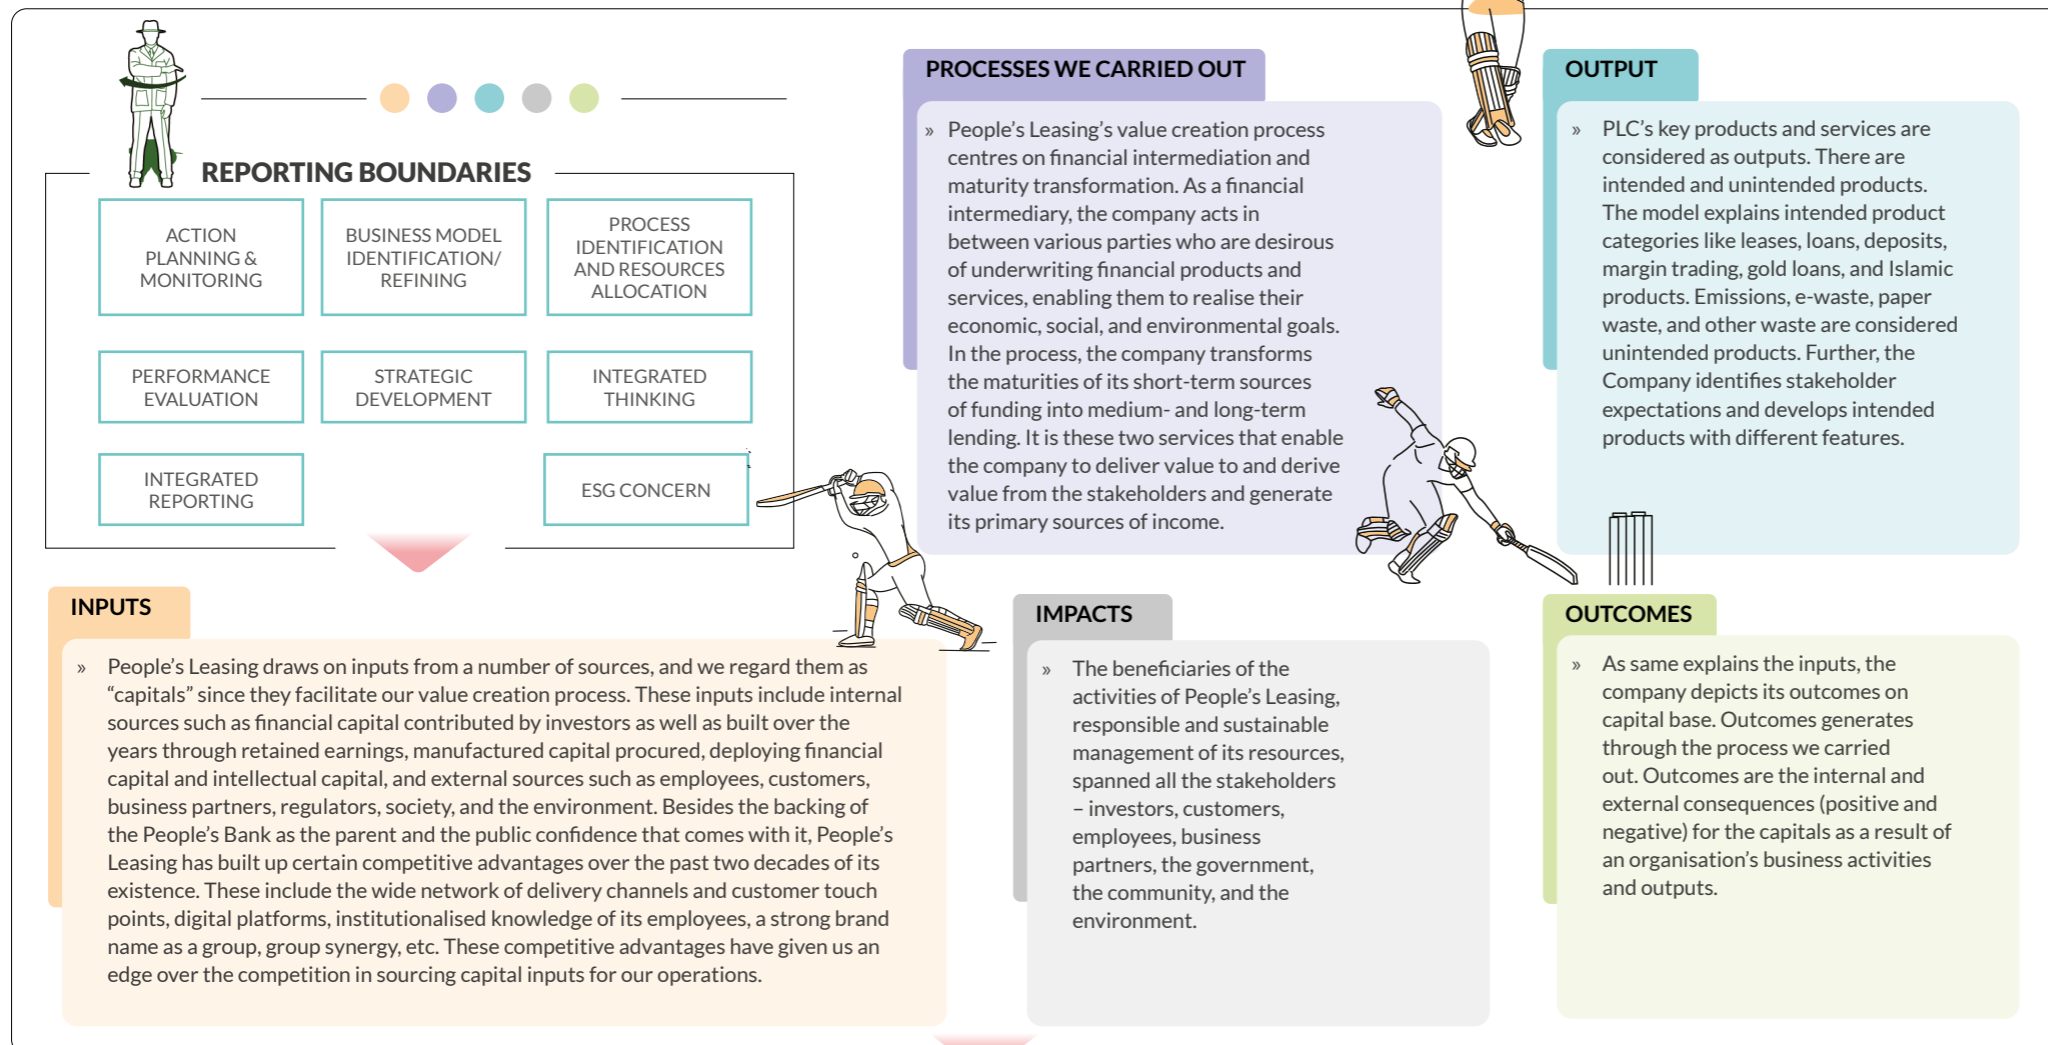 REPORTING BOUNDARIES
ACTION
PLANNING &
MONITORING
BUSINESS MODEL
IDENTIFICATION/
REFINING
PROCESS
IDENTIFICATION
AND RESOURCES
ALLOCATION
PERFORMANCE
EVALUATION
STRATEGIC
DEVELOPMENT
INTEGRATED
THINKING
INTEGRATED
REPORTING
ESG CONCERN
PROCESSES WE CARRIED OUT
» People’s Leasing’s value creation process
centres on financial intermediation and
maturity transformation. As a financial
intermediary, the company acts in
between various parties who are desirous
of underwriting financial products and
services, enabling them to realise their
economic, social, and environmental goals.
In the process, the company transforms
the maturities of its short-term sources
of funding into medium- and long-term
lending. It is these two services that enable
the company to deliver value to and derive
value from the stakeholders and generate
its primary sources of income.
OUTPUT
» PLC’s key products and services are
considered as outputs. There are
intended and unintended products.
The model explains intended product
categories like leases, loans, deposits,
margin trading, gold loans, and Islamic
products. Emissions, e-waste, paper
waste, and other waste are considered
unintended products. Further, the
Company identifies stakeholder
expectations and develops intended
products with different features.
INPUTS
» People’s Leasing draws on inputs from a number of sources, and we regard them as
“capitals” since they facilitate our value creation process. These inputs include internal
sources such as financial capital contributed by investors as well as built over the
years through retained earnings, manufactured capital procured, deploying financial
capital and intellectual capital, and external sources such as employees, customers,
business partners, regulators, society, and the environment. Besides the backing of
the People’s Bank as the parent and the public confidence that comes with it, People’s
Leasing has built up certain competitive advantages over the past two decades of its
existence. These include the wide network of delivery channels and customer touch
points, digital platforms, institutionalised knowledge of its employees, a strong brand
name as a group, group synergy, etc. These competitive advantages have given us an
edge over the competition in sourcing capital inputs for our operations.
IMPACTS
» The beneficiaries of the
activities of People’s Leasing,
responsible and sustainable
management of its resources,
spanned all the stakeholders
– investors, customers,
employees, business
partners, the government,
the community, and the
environment.
OUTCOMES
» As same explains the inputs, the
company depicts its outcomes on
capital base. Outcomes generates
through the process we carried
out. Outcomes are the internal and
external consequences (positive and
negative) for the capitals as a result of
an organisation’s business activities
and outputs.